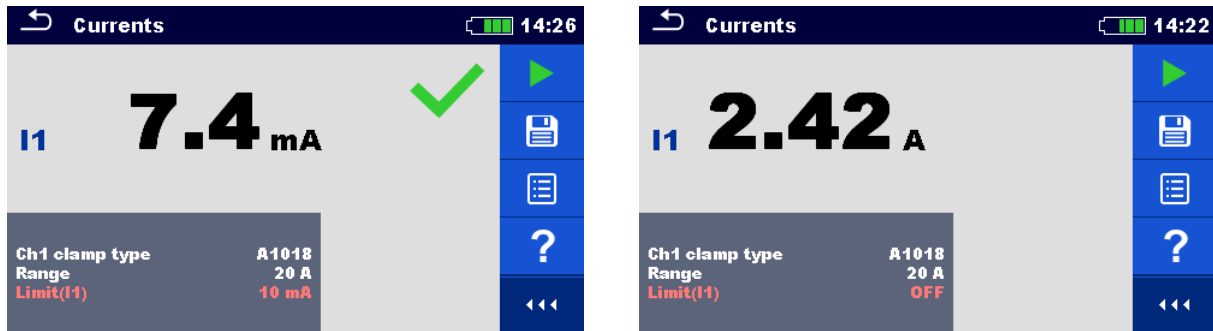 Currents 14:26
I1 7.4 mA
Ch1 clamp type A1018
Range 20 A
Limit(I1) 10 mA
?
Currents 14:22
I1 2.42 A
Ch1 clamp type A1018
Range 20 A
Limit(I1) OFF
?